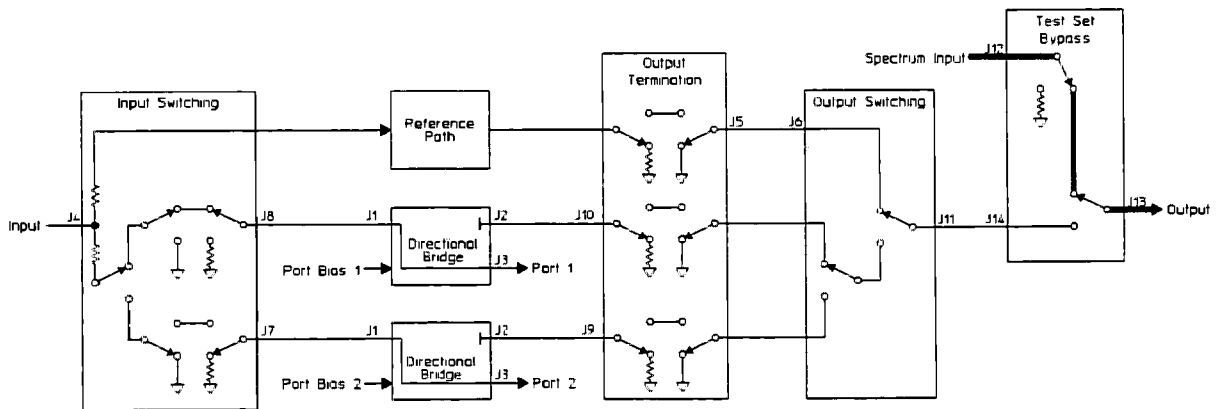 Test Set
Bypass
J12
Spectrum Input
Output
Termination
Input Switching
Output Switching
Reference
Path
J5
J6
J4
J8
J1
J2
J10
J11
J14
J13
Output
Input
Directional
Bridge
J3
Port Bias 1
Port 1
J7
J1
J2
J9
Directional
Bridge
J3
Port Bias 2
Port 2